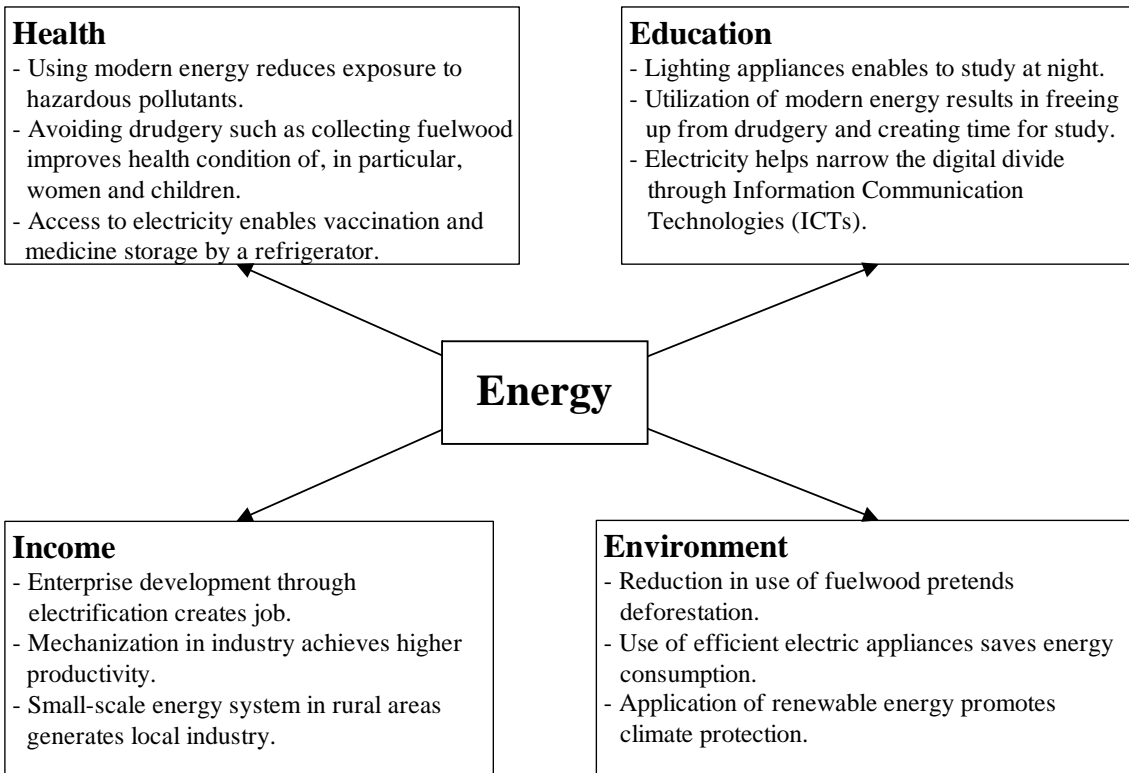 Health
- Using modern energy reduces exposure to
hazardous pollutants.
- Avoiding drudgery such as collecting fuelwood
improves health condition of, in particular,
women and children.
- Access to electricity enables vaccination and
medicine storage by a refrigerator.
Education
- Lighting appliances enables to study at night.
- Utilization of modern energy results in freeing
up from drudgery and creating time for study.
- Electricity helps narrow the digital divide
through Information Communication
Technologies (ICTs).
Energy
Income
- Enterprise development through
electrification creates job.
- Mechanization in industry achieves higher
productivity.
- Small-scale energy system in rural areas
generates local industry.
Environment
- Reduction in use of fuelwood pretends
deforestation.
- Use of efficient electric appliances saves energy
consumption.
- Application of renewable energy promotes
climate protection.